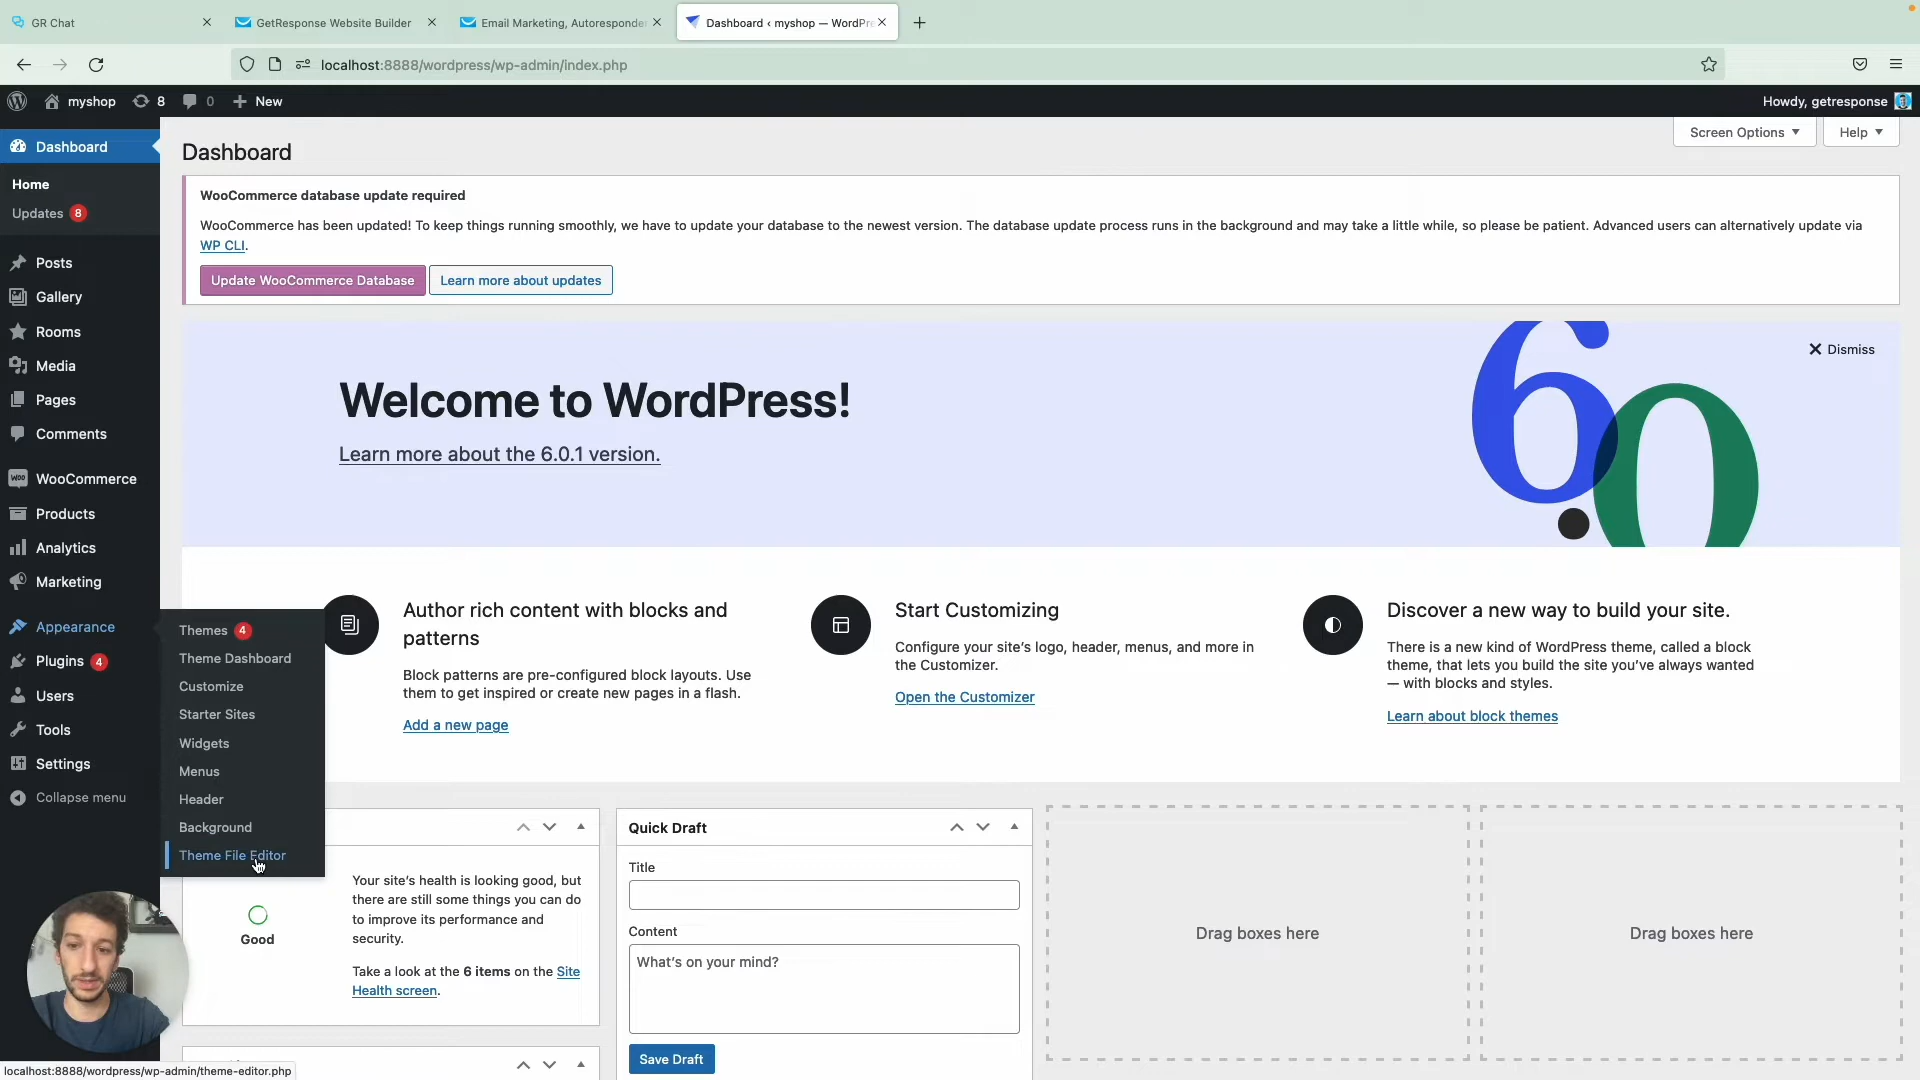 GR Chat
GetResponse Website Builder
Email Marketing, Autoresponde
Dashboard ‹ myshop — WordPre
localhost:8888/wordpress/wp-admin/index.php
myshop
8
0
New
Howdy, getresponse
Screen Options
Help
Dashboard
Home
Updates 8
Posts
Gallery
Rooms
Media
Pages
Comments
WooCommerce
Products
Analytics
Marketing
Appearance
Plugins 4
Users
Tools
Settings
Collapse menu
Themes 4
Theme Dashboard
Customize
Starter Sites
Widgets
Menus
Header
Background
Theme File Editor
Dashboard
WooCommerce database update required
WooCommerce has been updated! To keep things running smoothly, we have to update your database to the newest version. The database update process runs in the background and may take a little while, so please be patient. Advanced users can alternatively update via
WP CLI.
Update WooCommerce Database
Learn more about updates
Welcome to WordPress!
Learn more about the 6.0.1 version.
6.0
Dismiss
Author rich content with blocks and
patterns
Block patterns are pre-configured block layouts. Use
them to get inspired or create new pages in a flash.
Add a new page
Start Customizing
Configure your site's logo, header, menus, and more in
the Customizer.
Open the Customizer
Discover a new way to build your site.
There is a new kind of WordPress theme, called a block
theme, that lets you build the site you've always wanted
— with blocks and styles.
Learn about block themes
Good
Your site's health is looking good, but
there are still some things you can do
to improve its performance and
security.
Take a look at the 6 items on the Site
Health screen.
Quick Draft
Title
Content
What's on your mind?
Save Draft
Drag boxes here
Drag boxes here
localhost:8888/wordpress/wp-admin/theme-editor.php